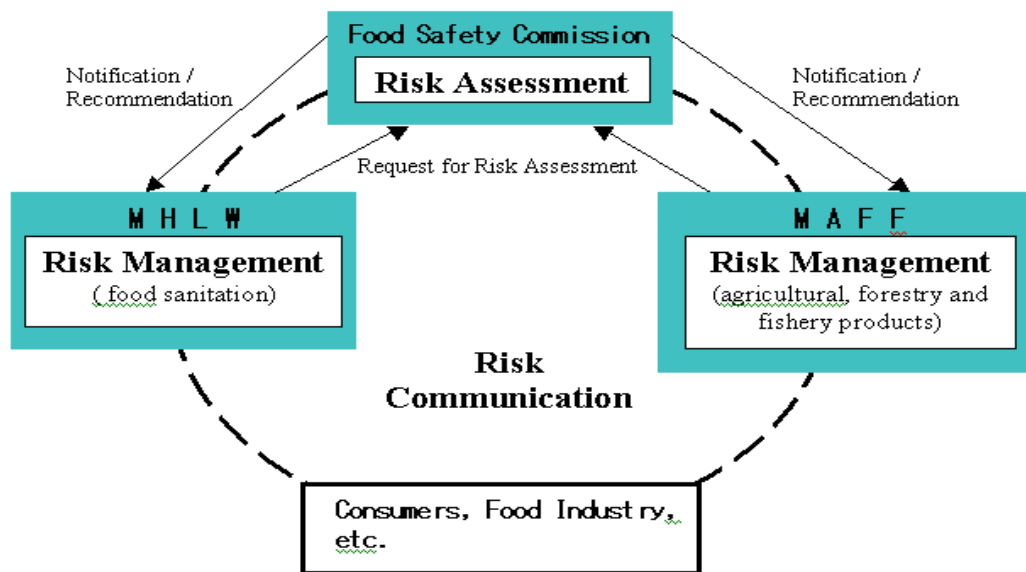 Food Safety Commission
Risk Assessment
Notification /
Recommendation
Notification /
Recommendation
Request for Risk Assessment
M H L W
Risk Management
( food sanitation)
M A F F
Risk Management
(agricultural, forestry and
fishery products)
Risk
Communication
Consumers, Food Industry,
etc.